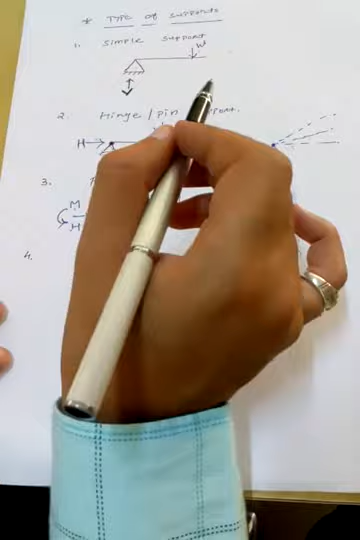 * Type of supports
1. Simple support
W
2. Hinge / pin
H
3.
M
H
4.